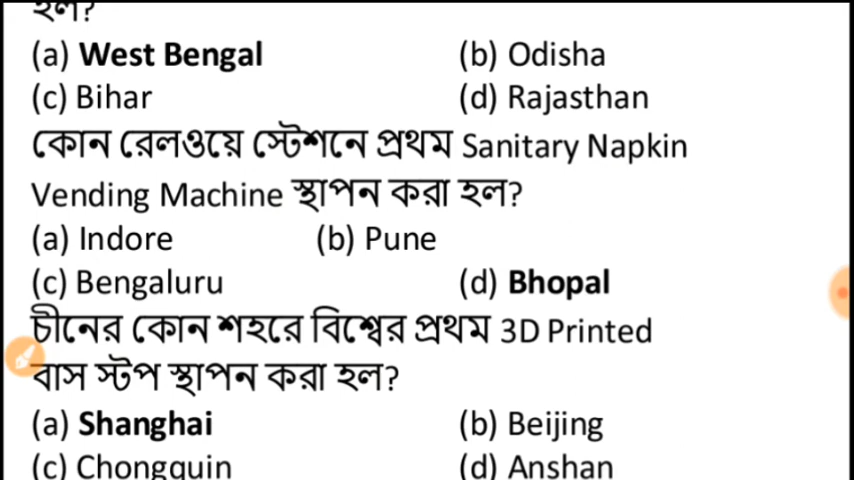 হল?
(a) West Bengal (b) Odisha
(c) Bihar (d) Rajasthan
কোন রেলওয়ে স্টেশনে প্রথম Sanitary Napkin
Vending Machine স্থাপন করা হল?
(a) Indore (b) Pune
(c) Bengaluru (d) Bhopal
চীনের কোন শহরে বিশ্বের প্রথম 3D Printed
বাস স্টপ স্থাপন করা হল?
(a) Shanghai (b) Beijing
(c) Chongquin (d) Anshan